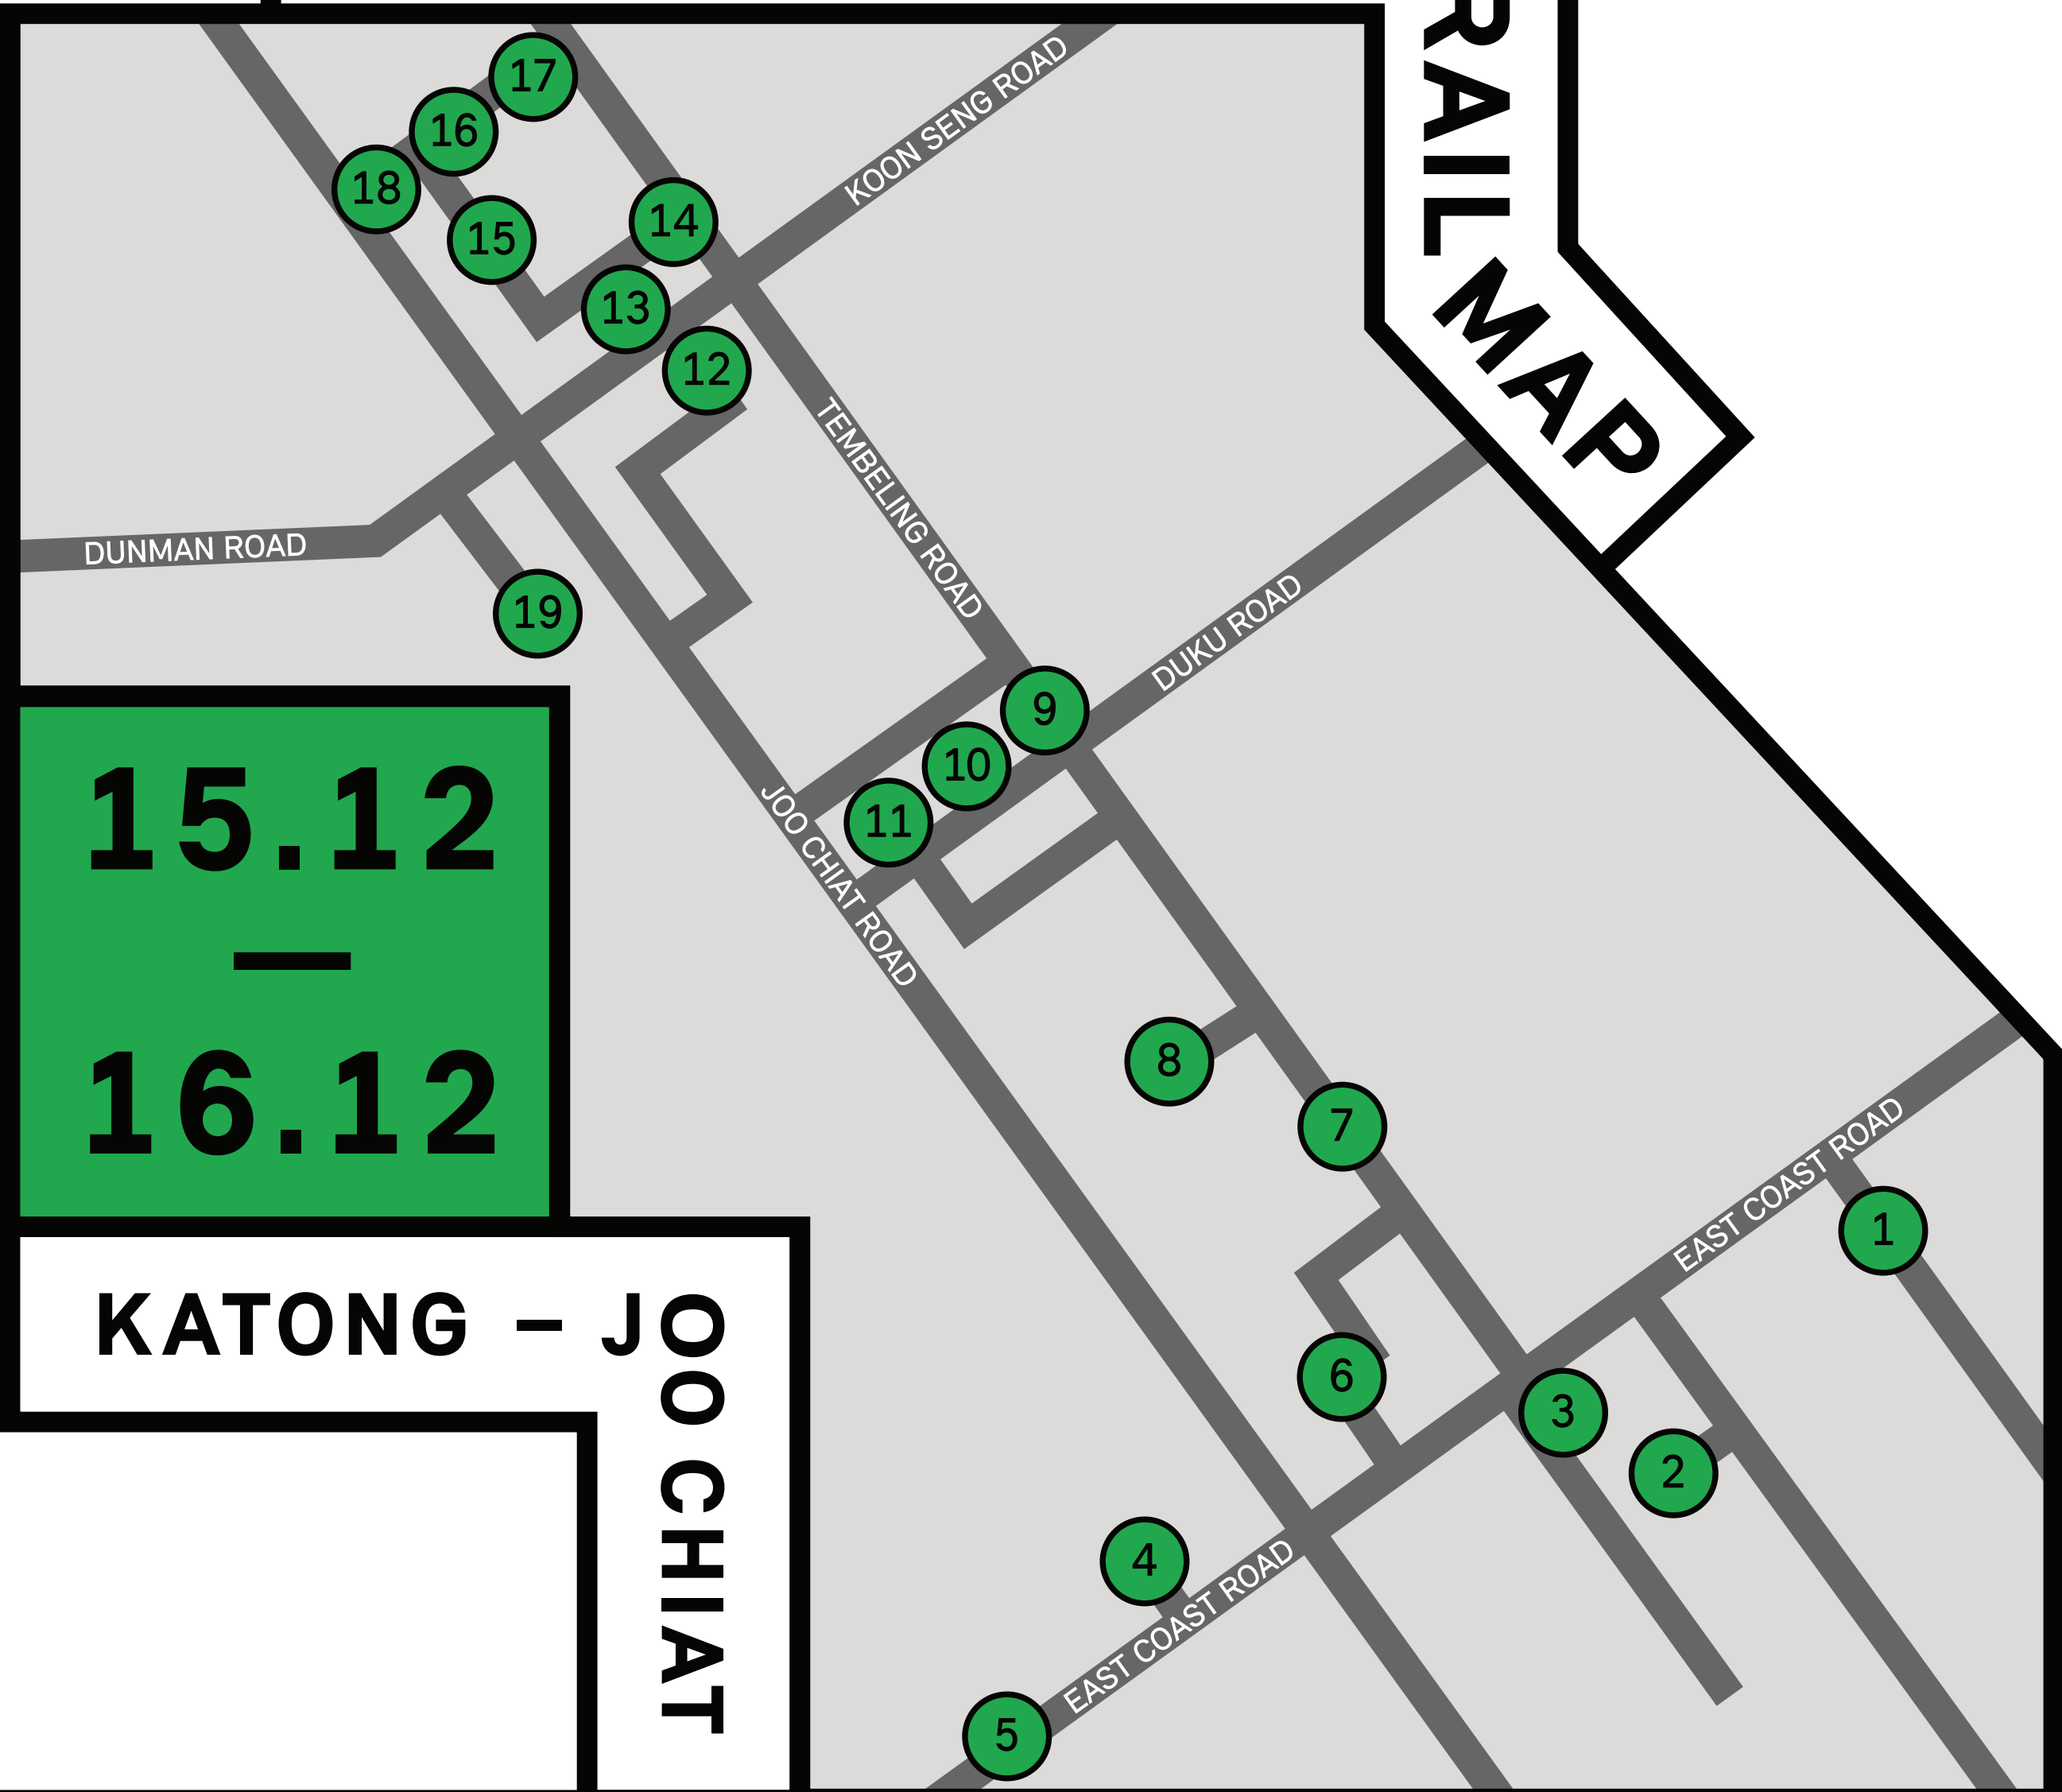 RAIL MAP
17
16
18
15
14
13
12
KOON SENG ROAD
TEMBELING ROAD
DUNMAN ROAD
19
DUKU ROAD
9
10
11
JOO CHIAT ROAD
15.12
—
16.12
8
7
EAST COAST ROAD
1
6
3
2
4
EAST COAST ROAD
5
KATONG – JOO CHIAT